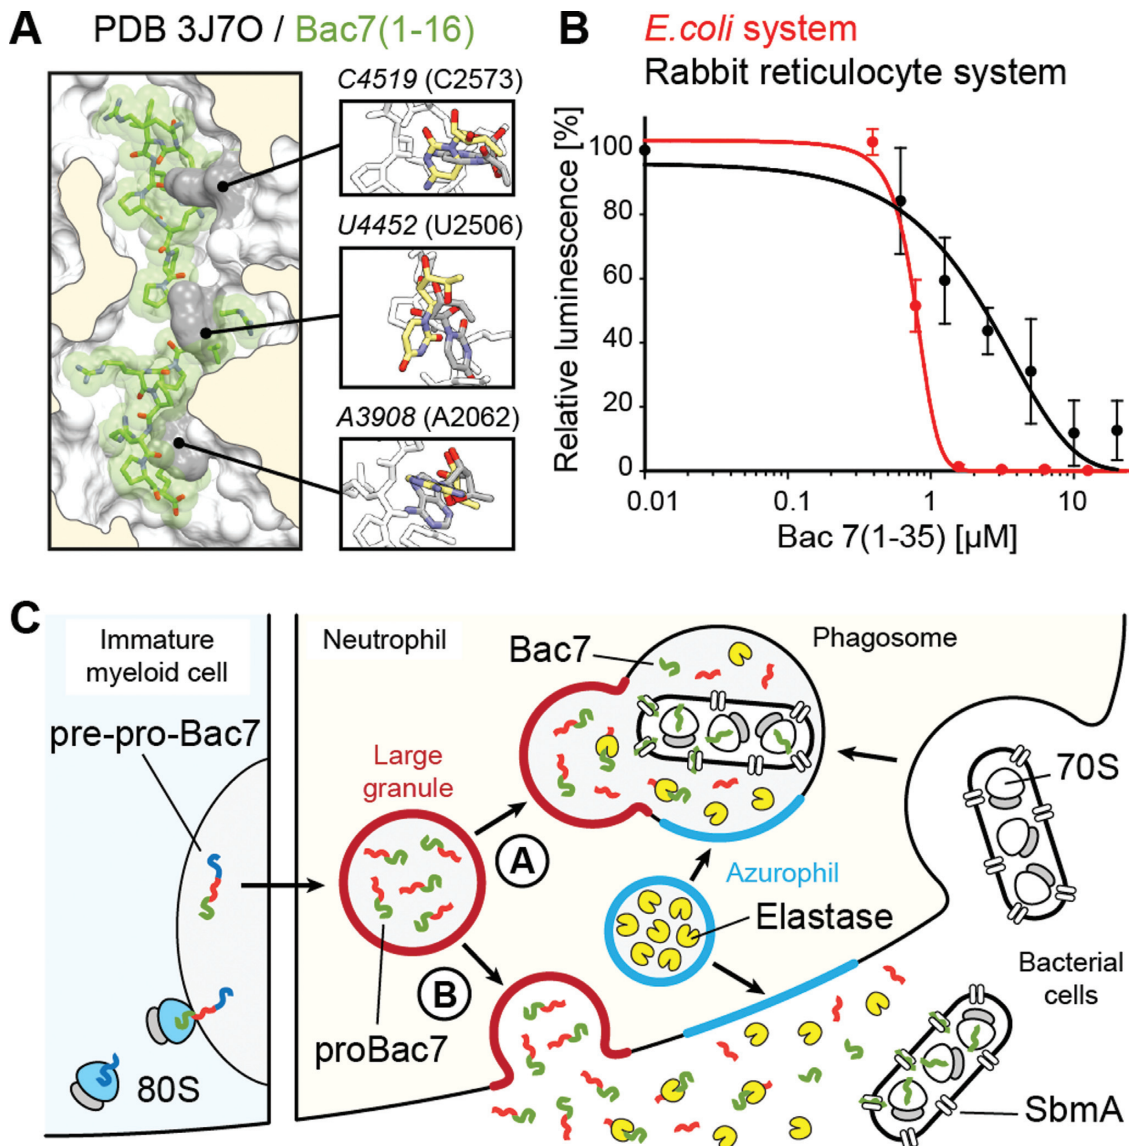 A
PDB 3J7O / Bac7(1-16)
C4519 (C2573)
U4452 (U2506)
A3908 (A2062)
B
E.coli system
Rabbit reticulocyte system
Relative luminescence [%]
100
80
60
40
20
0
0.01
0.1
1
10
Bac 7(1-35) [µM]
C
Immature
myeloid cell
pre-pro-Bac7
80S
Neutrophil
Large
granule
A
B
proBac7
Bac7
Phagosome
Azurophil
Elastase
70S
Bacterial
cells
SbmA